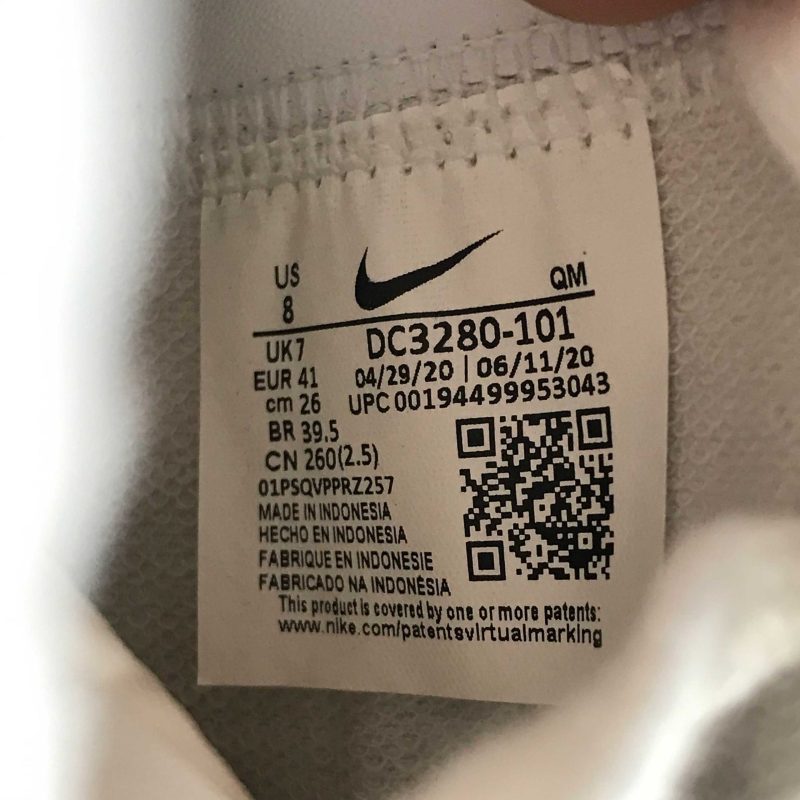 US
8
QM
UK 7
DC3280-101
EUR 41
04/29/20 | 06/11/20
cm 26
UPC 00194499953043
BR 39.5
CN 260(2.5)
01PSQVPPRZ257
MADE IN INDONESIA
HECHO EN INDONESIA
FABRIQUE EN INDONESIE
FABRICADO NA INDONÉSIA
This product is covered by one or more patents:
www.nike.com/patentsvirtualmarking